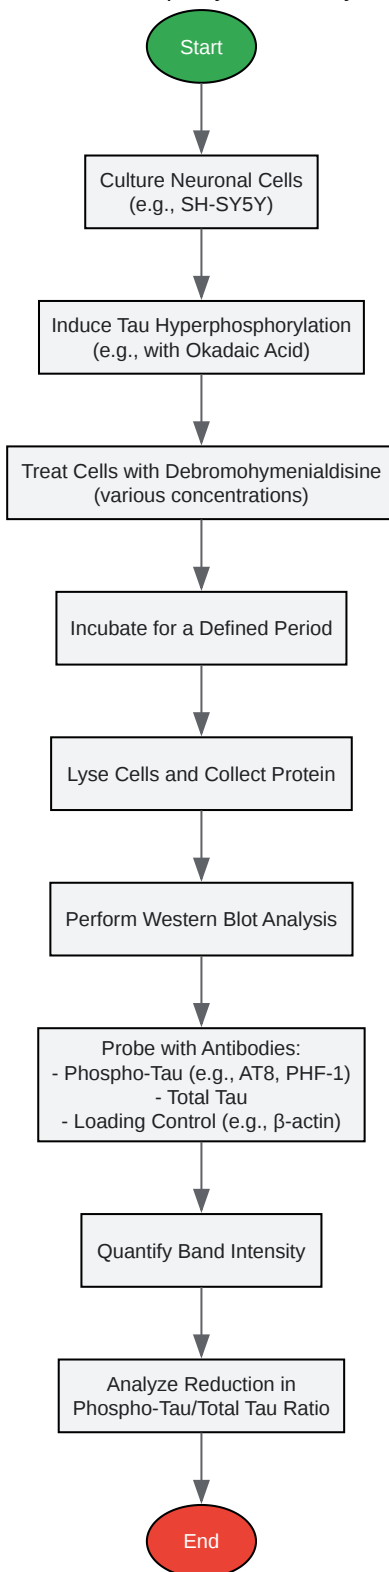 Start
Culture Neuronal Cells
(e.g., SH-SY5Y)
Induce Tau Hyperphosphorylation
(e.g., with Okadaic Acid)
Treat Cells with Debromohymenialdisine
(various concentrations)
Incubate for a Defined Period
Lyse Cells and Collect Protein
Perform Western Blot Analysis
Probe with Antibodies:
- Phospho-Tau (e.g., AT8, PHF-1)
- Total Tau
- Loading Control (e.g., β-actin)
Quantify Band Intensity
Analyze Reduction in
Phospho-Tau/Total Tau Ratio
End